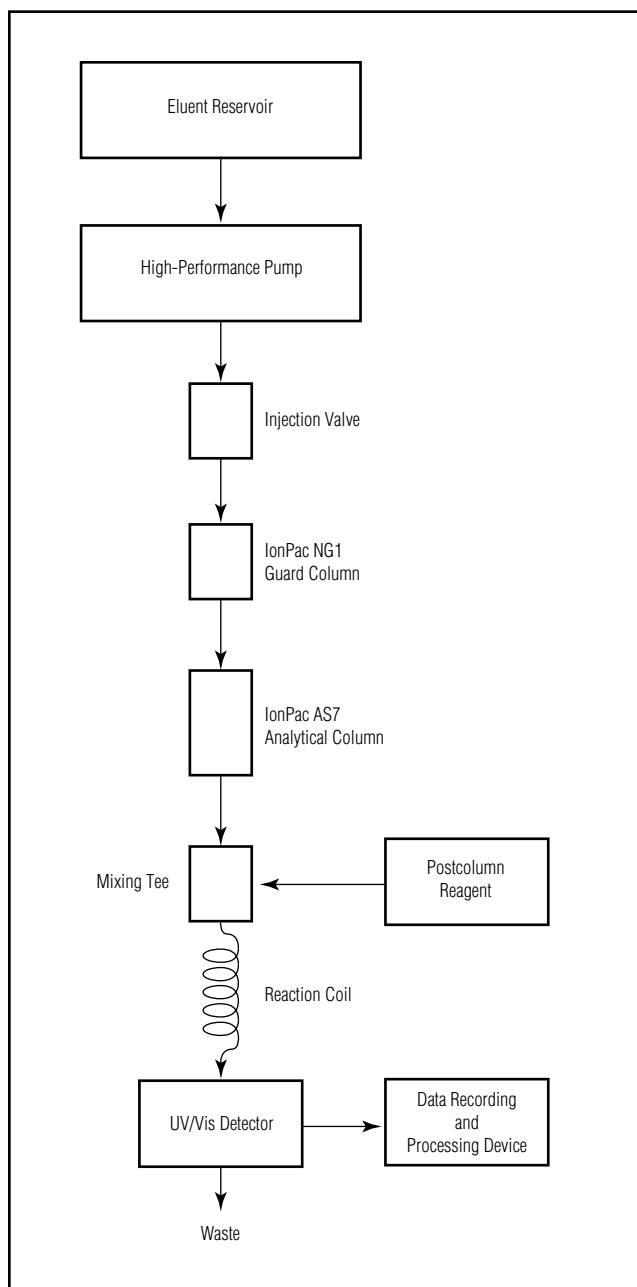 Eluent Reservoir
High-Performance Pump
Injection Valve
IonPac NG1
Guard Column
IonPac AS7
Analytical Column
Mixing Tee
Postcolumn
Reagent
Reaction Coil
UV/Vis Detector
Data Recording
and
Processing Device
Waste